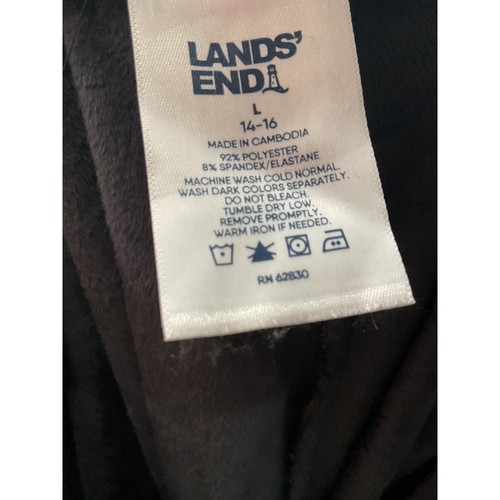 LANDS'
END
L
14-16
MADE IN CAMBODIA
92% POLYESTER
8% SPANDEX/ELASTANE
MACHINE WASH COLD NORMAL.
WASH DARK COLORS SEPARATELY.
DO NOT BLEACH.
TUMBLE DRY LOW.
REMOVE PROMPTLY.
WARM IRON IF NEEDED.
RN 62830